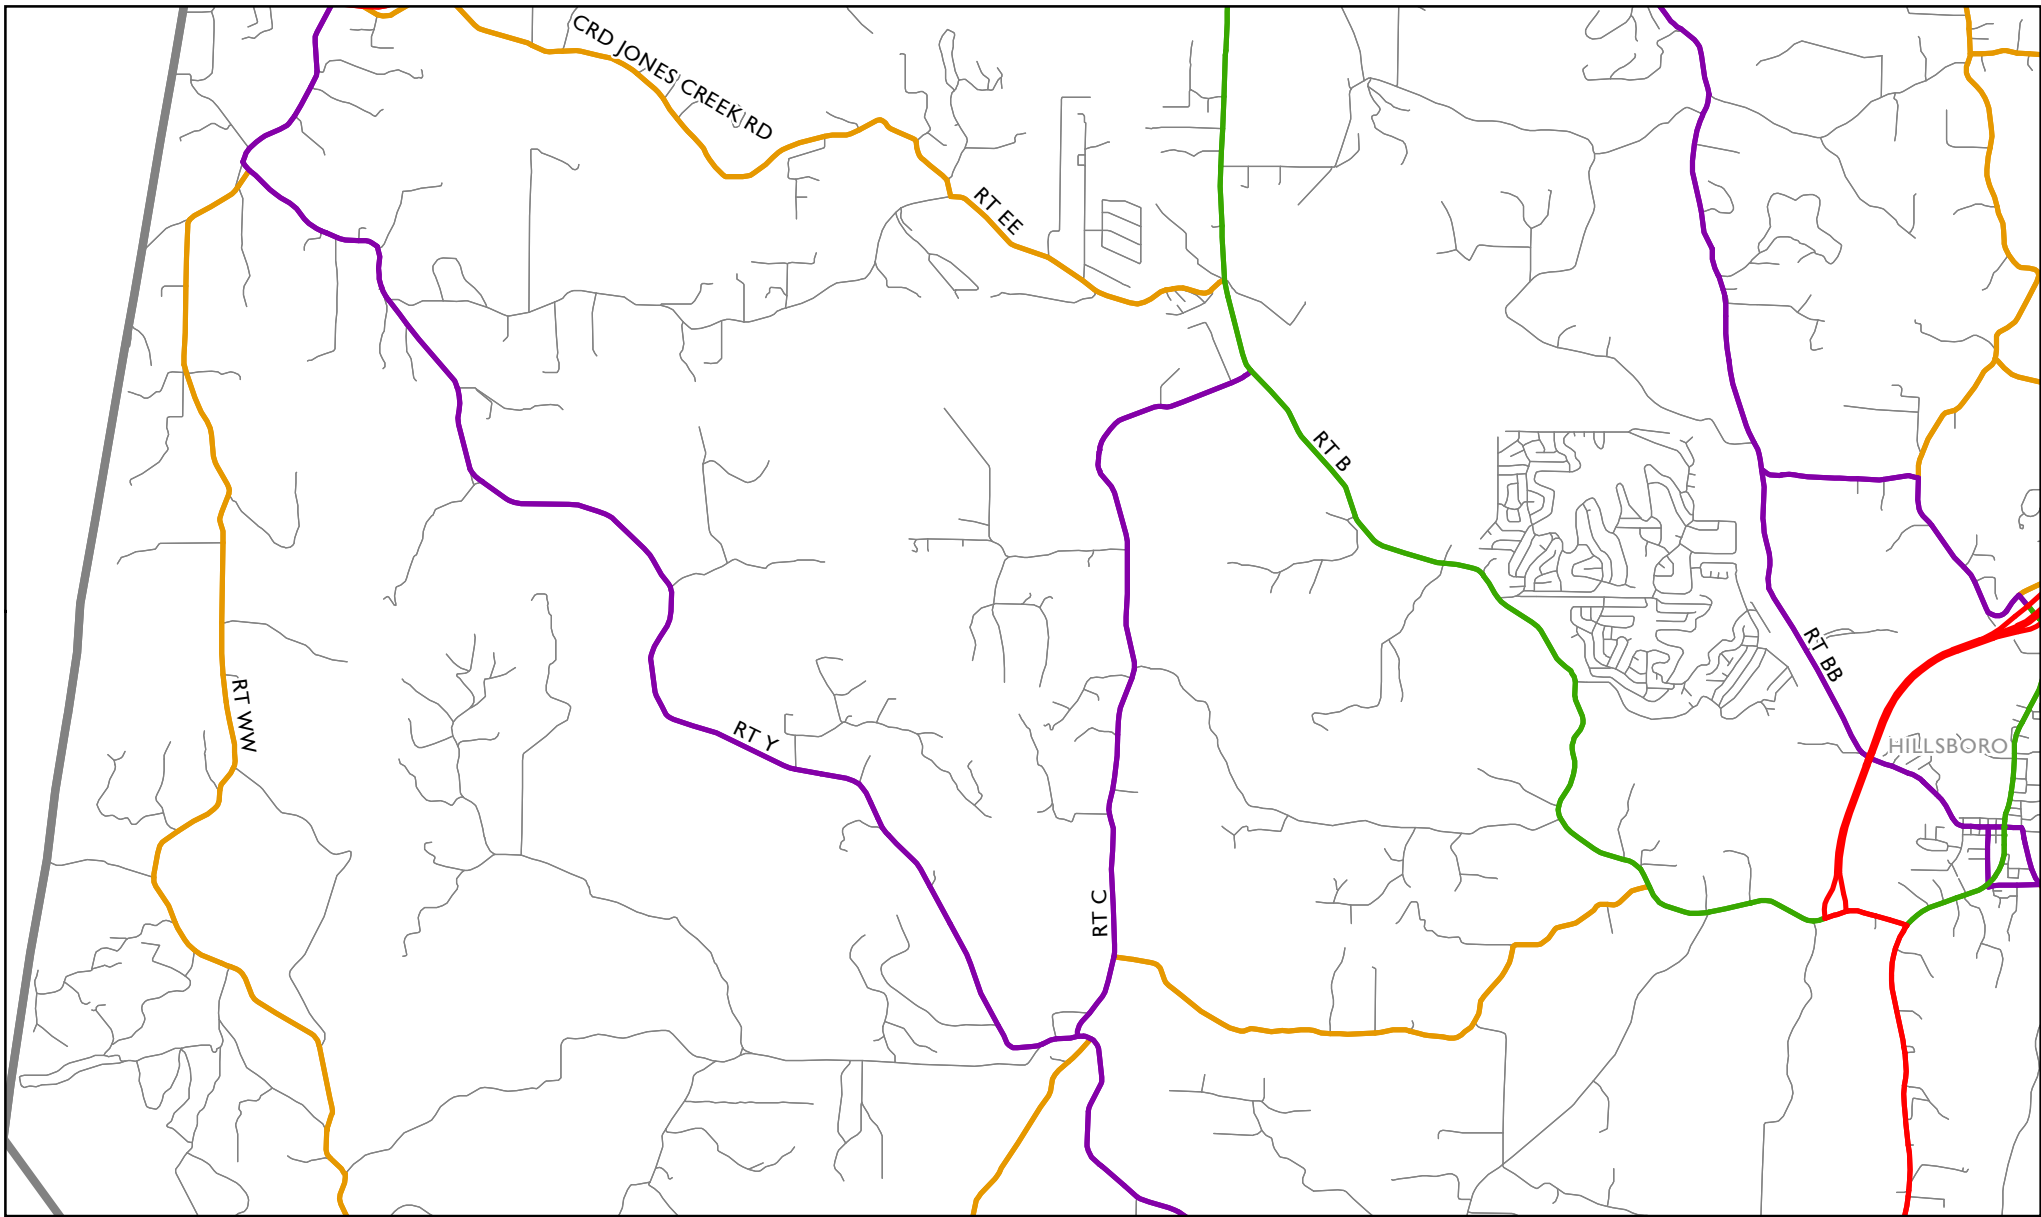 CRD JONES CREEK RD
RT EE
RT B
RT BB
RT WW
RT Y
HILLSBORO
RT C